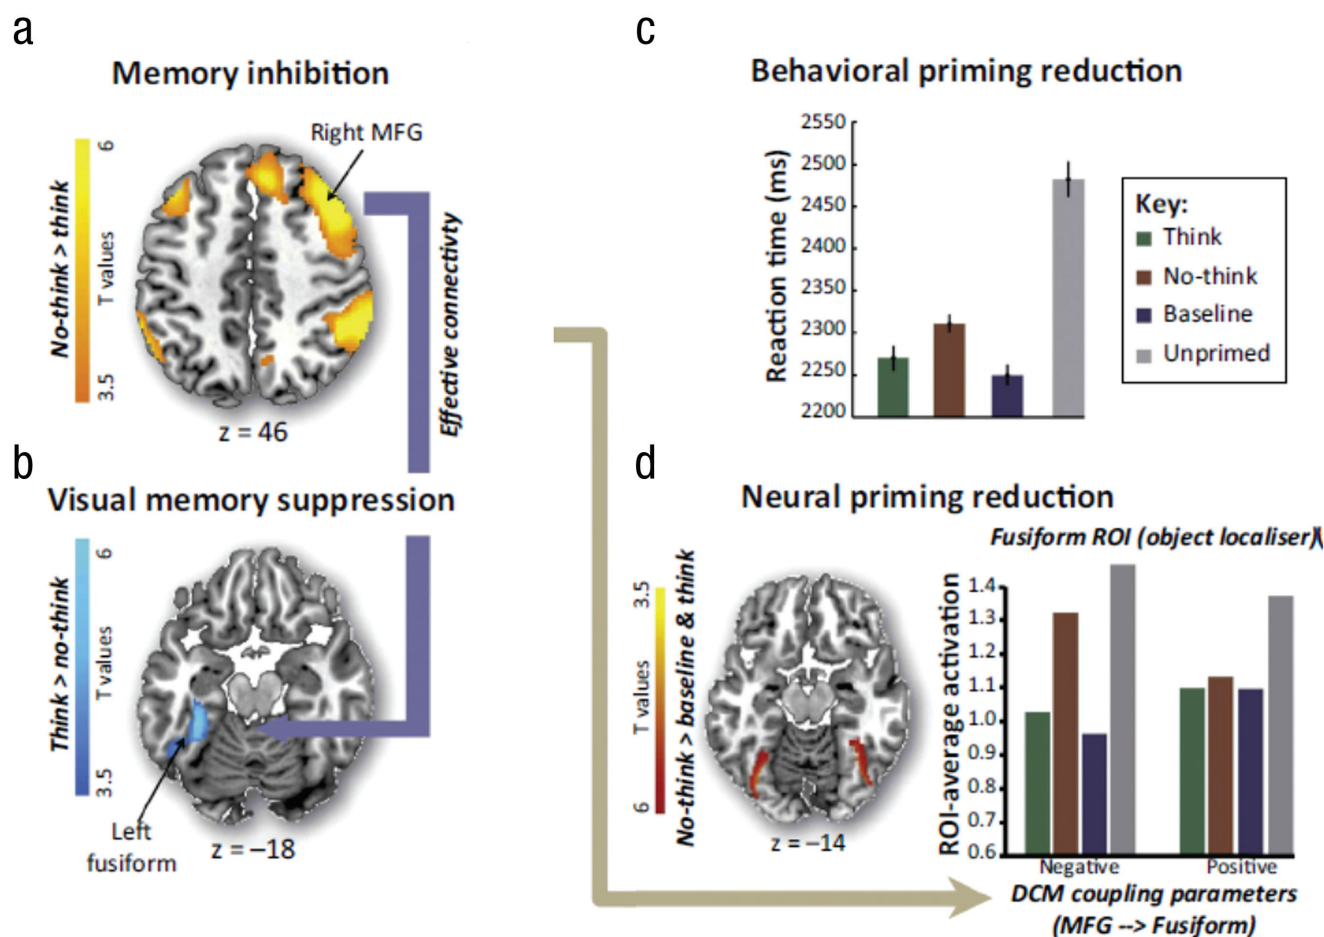 a
Memory inhibition
Right MFG
6
No-think > think
T values
3.5
z = 46
Effective connectivty
b
Visual memory suppression
6
Think > no-think
T values
3.5
Left
fusiform
z = –18
c
Behavioral priming reduction
Reaction time (ms)
2550
2500
2450
2400
2350
2300
2250
2200
Key:
Think
No-think
Baseline
Unprimed
d
Neural priming reduction
Fusiform ROI (object localiser)
3.5
T values
6
No-think > baseline & think
z = –14
ROI-average activation
1.4
1.3
1.2
1.1
1.0
0.9
0.8
0.7
0.6
Negative
Positive
DCM coupling parameters
(MFG --> Fusiform)